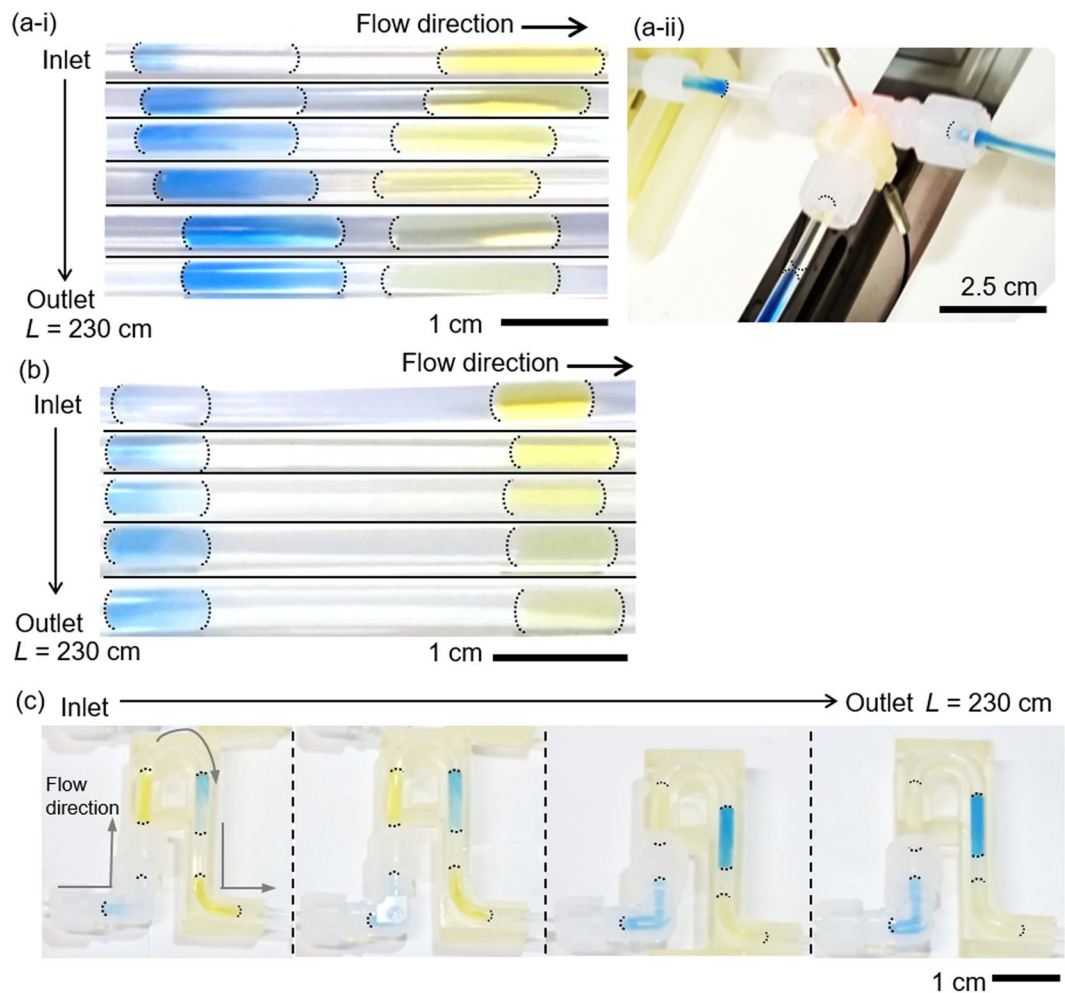 (a-i)
Flow direction
(a-ii)
Inlet
Outlet
L = 230 cm
1 cm
2.5 cm
(b)
Flow direction
Inlet
Outlet
L = 230 cm
1 cm
(c)
Inlet
Outlet L = 230 cm
Flow
direction
1 cm